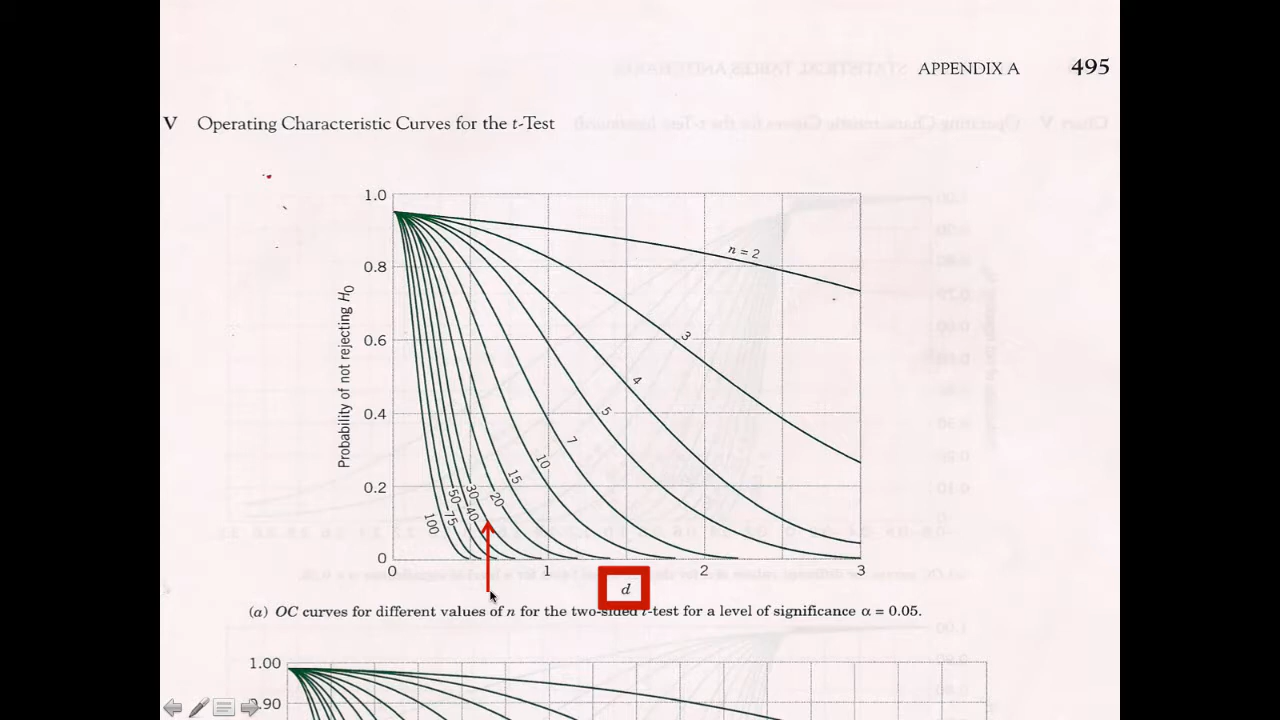 APPENDIX A 495
V Operating Characteristic Curves for the t-Test
1.0
0.8
0.6
0.4
0.2
0
Probability of not rejecting H0
n = 2
3
4
5
7
10
15
20
30
40
50
75
100
0 1 2 3
d
(a) OC curves for different values of n for the two-sided t-test for a level of significance α = 0.05.
1.00
0.90